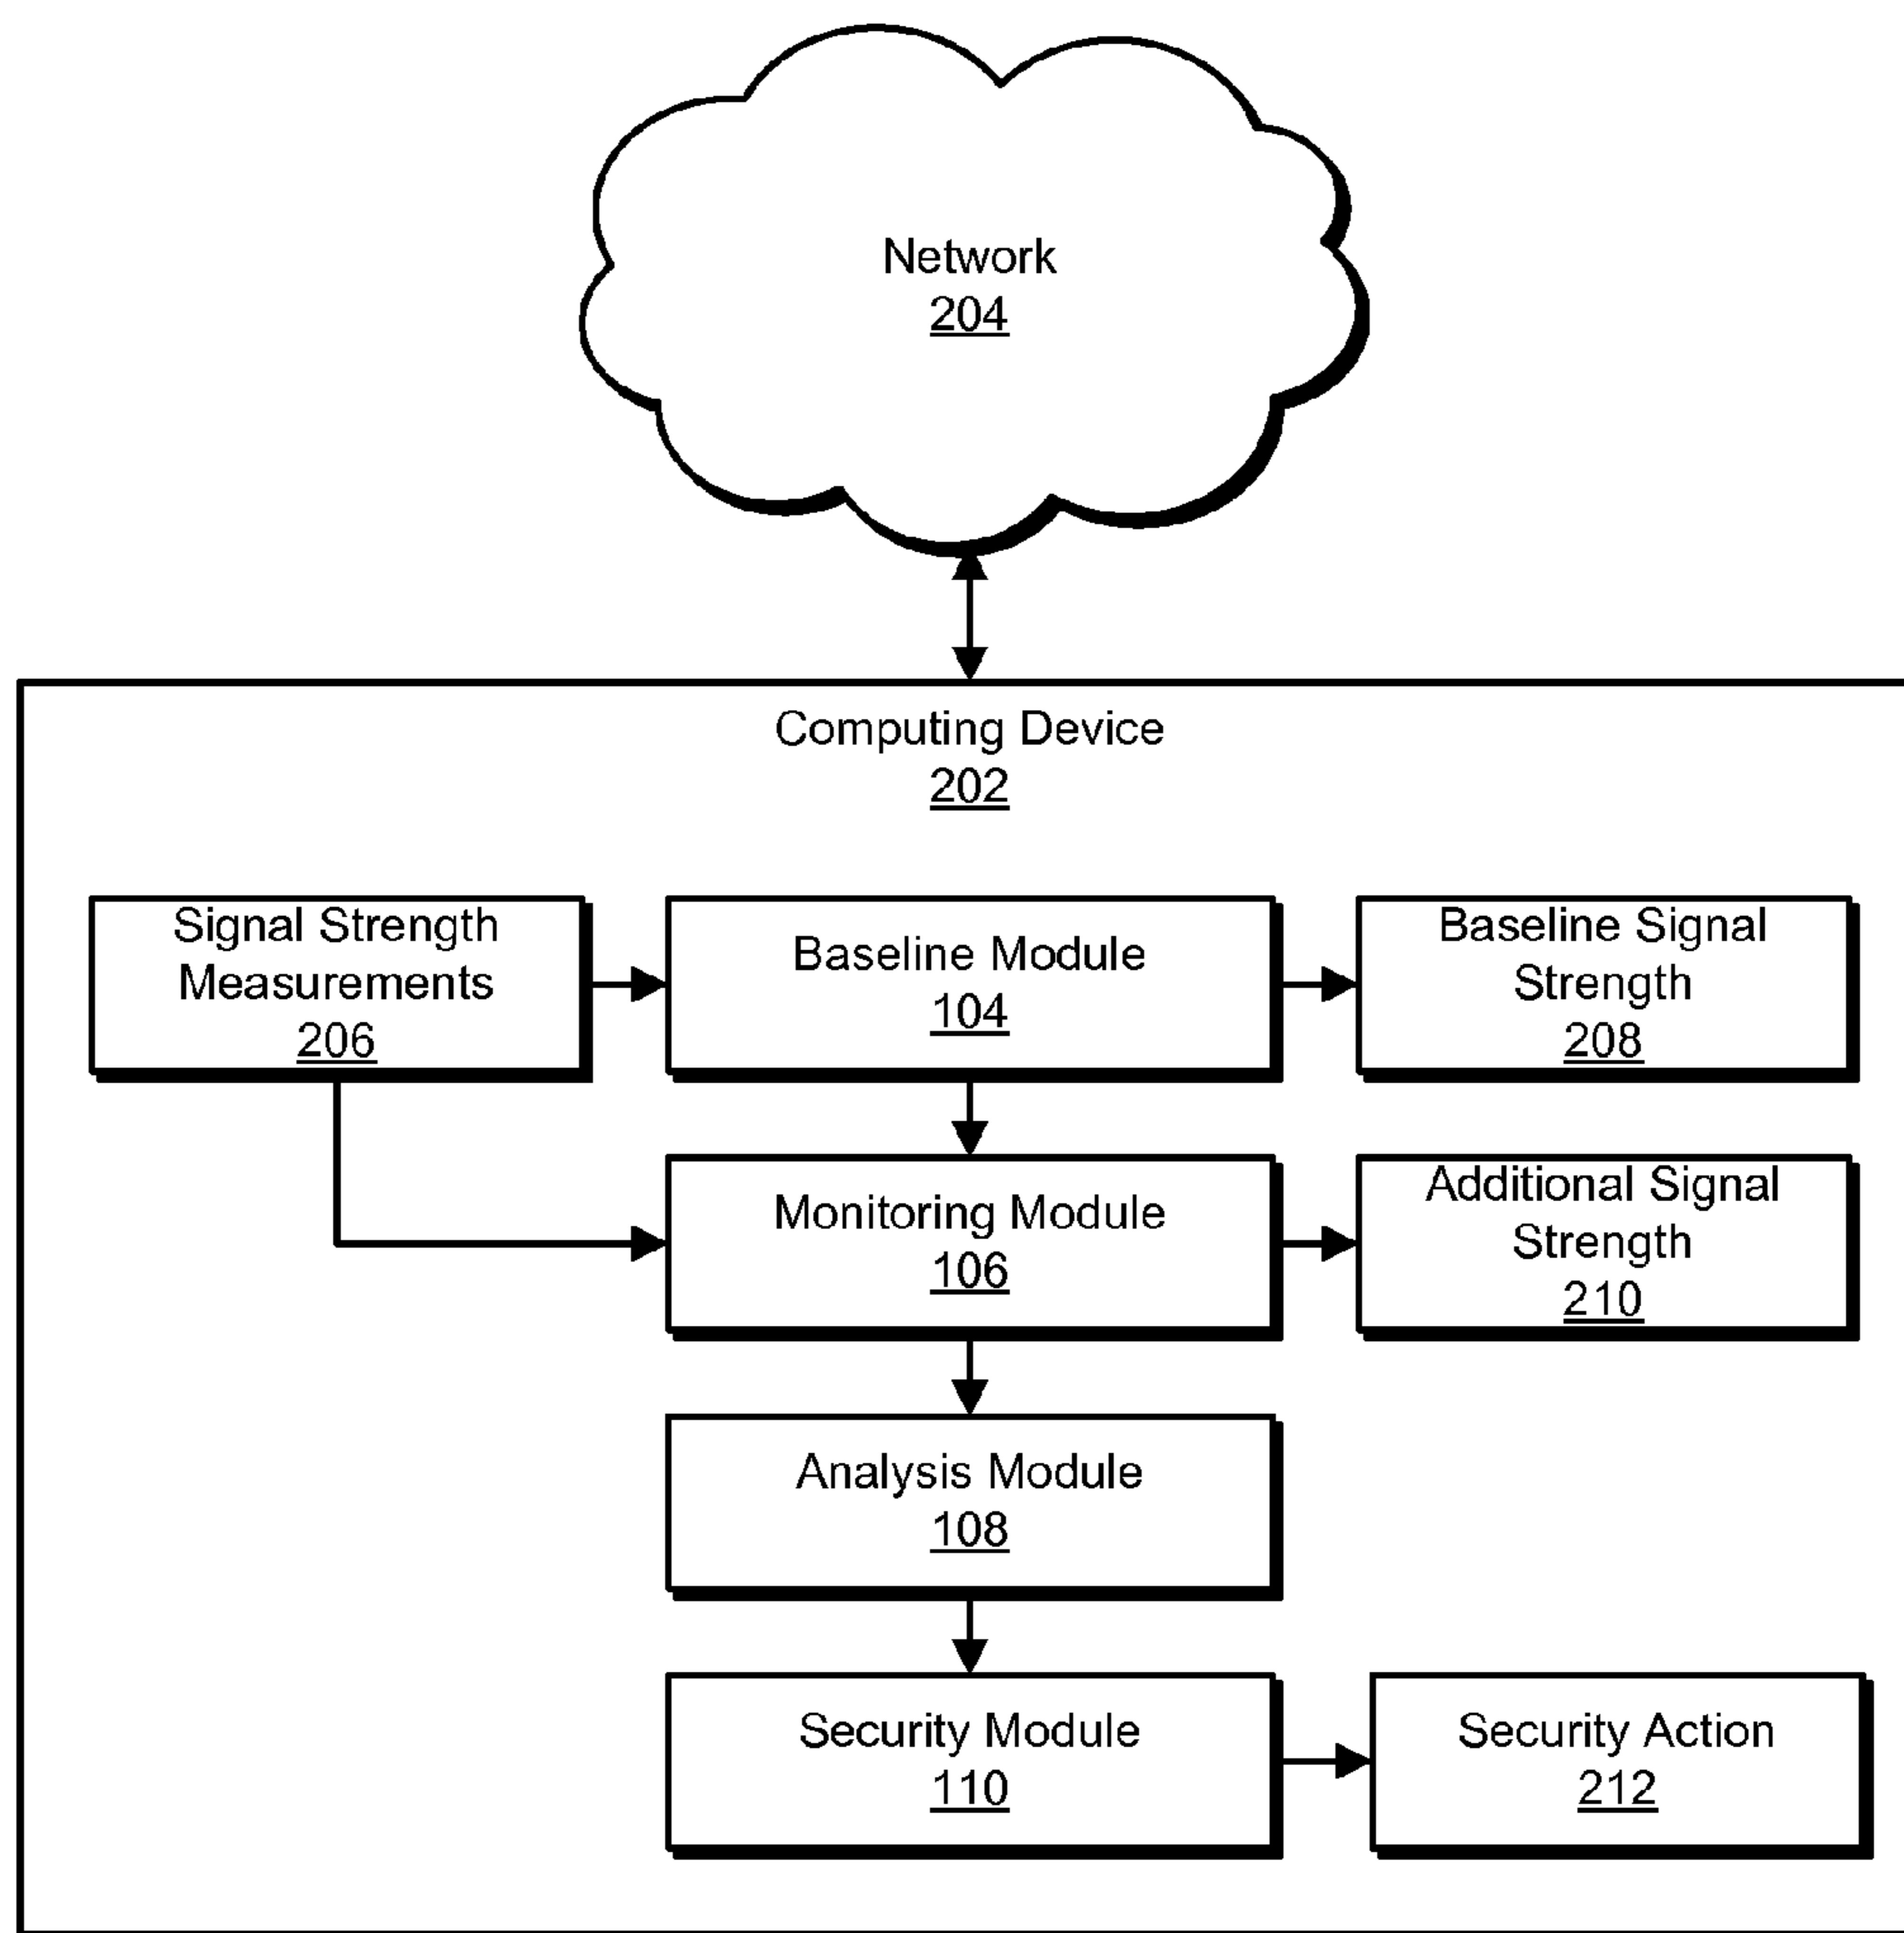 Network
204
Computing Device
202
Signal Strength
Measurements
206
Baseline Module
104
Baseline Signal
Strength
208
Monitoring Module
106
Additional Signal
Strength
210
Analysis Module
108
Security Module
110
Security Action
212